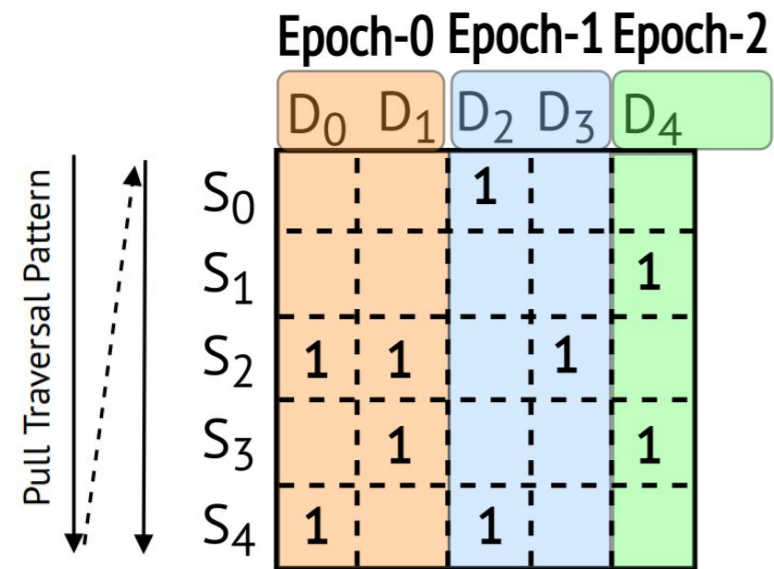 Epoch-0 Epoch-1 Epoch-2
D0 D1 D2 D3 D4
Pull Traversal Pattern
S0 1
S1 1
S2 1 1 1
S3 1 1
S4 1 1